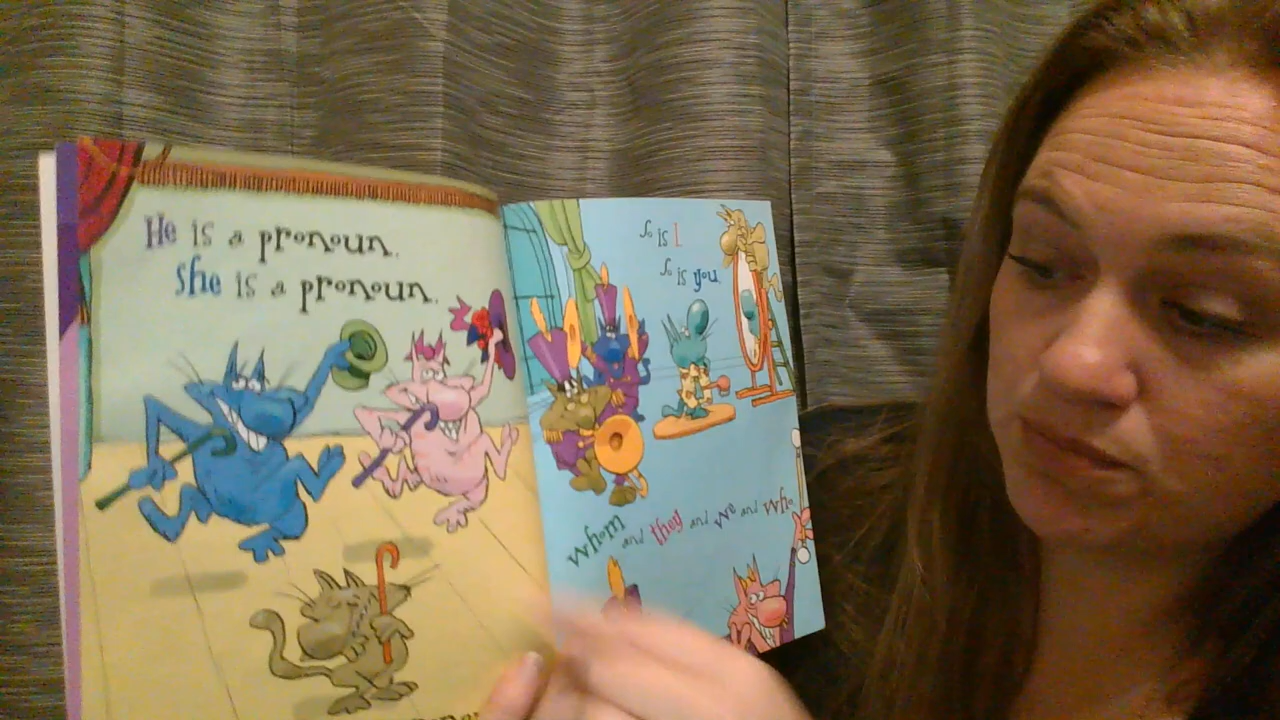 He is a pronoun.
She is a pronoun.
So is I.
So is you.
whom and they and we and who